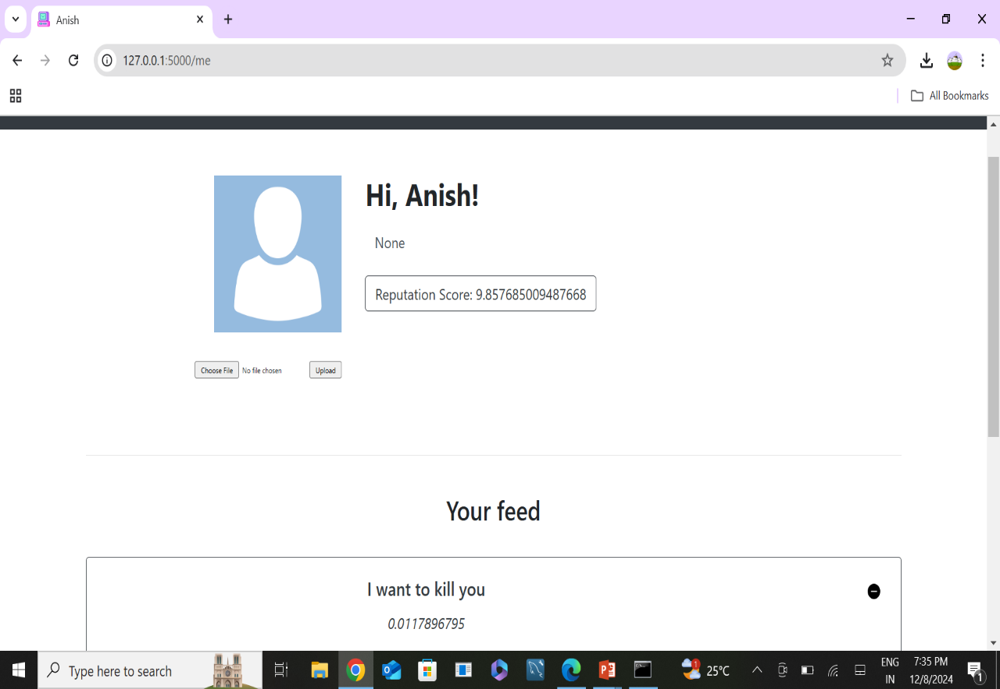 Anish
127.0.0.1:5000/me
All Bookmarks
Hi, Anish!
None
Reputation Score: 9.857685009487668
Choose File No file chosen Upload
Your feed
I want to kill you
0.0117896795
Type here to search
1
25°C
ENG
IN
7:35 PM
12/8/2024
1